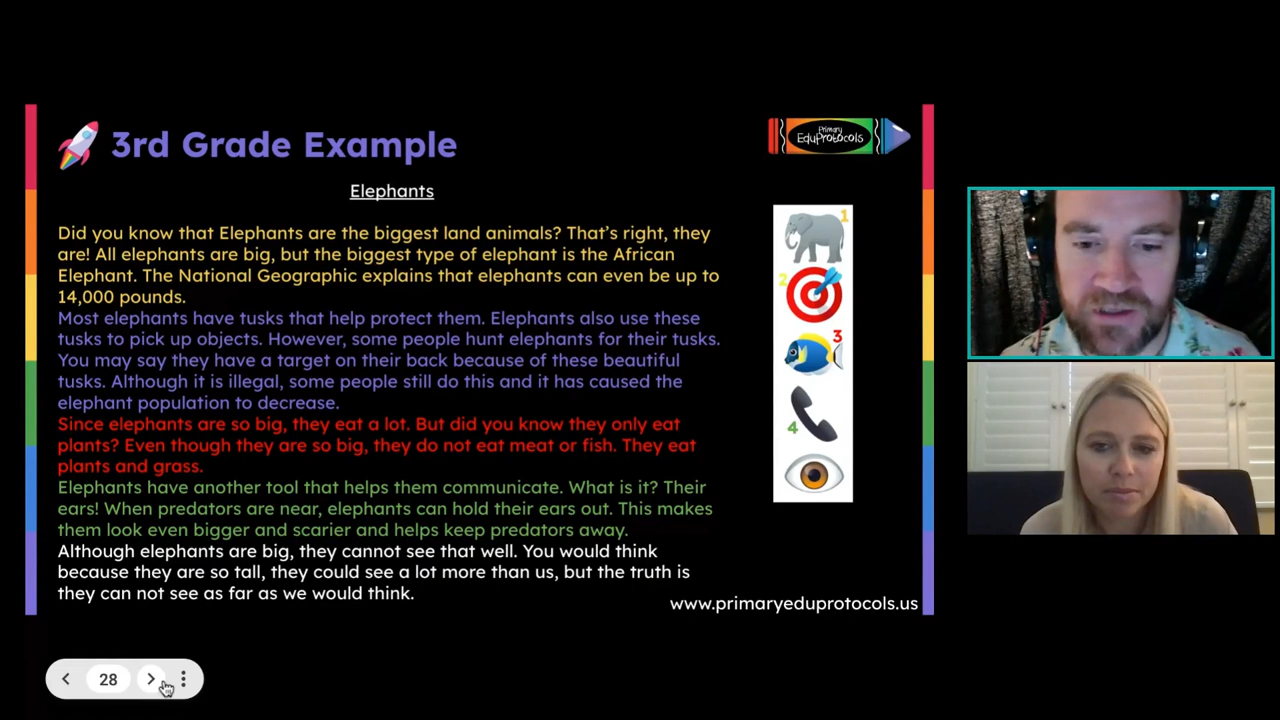 3rd Grade Example
Primary
EduProtocols
Elephants
Did you know that Elephants are the biggest land animals? That's right, they
are! All elephants are big, but the biggest type of elephant is the African
Elephant. The National Geographic explains that elephants can even be up to
14,000 pounds.
Most elephants have tusks that help protect them. Elephants also use these
tusks to pick up objects. However, some people hunt elephants for their tusks.
You may say they have a target on their back because of these beautiful
tusks. Although it is illegal, some people still do this and it has caused the
elephant population to decrease.
Since elephants are so big, they eat a lot. But did you know they only eat
plants? Even though they are so big, they do not eat meat or fish. They eat
plants and grass.
Elephants have another tool that helps them communicate. What is it? Their
ears! When predators are near, elephants can hold their ears out. This makes
them look even bigger and scarier and helps keep predators away.
Although elephants are big, they cannot see that well. You would think
because they are so tall, they could see a lot more than us, but the truth is
they can not see as far as we would think.
1
2
3
4
www.primaryeduprotocols.us
28